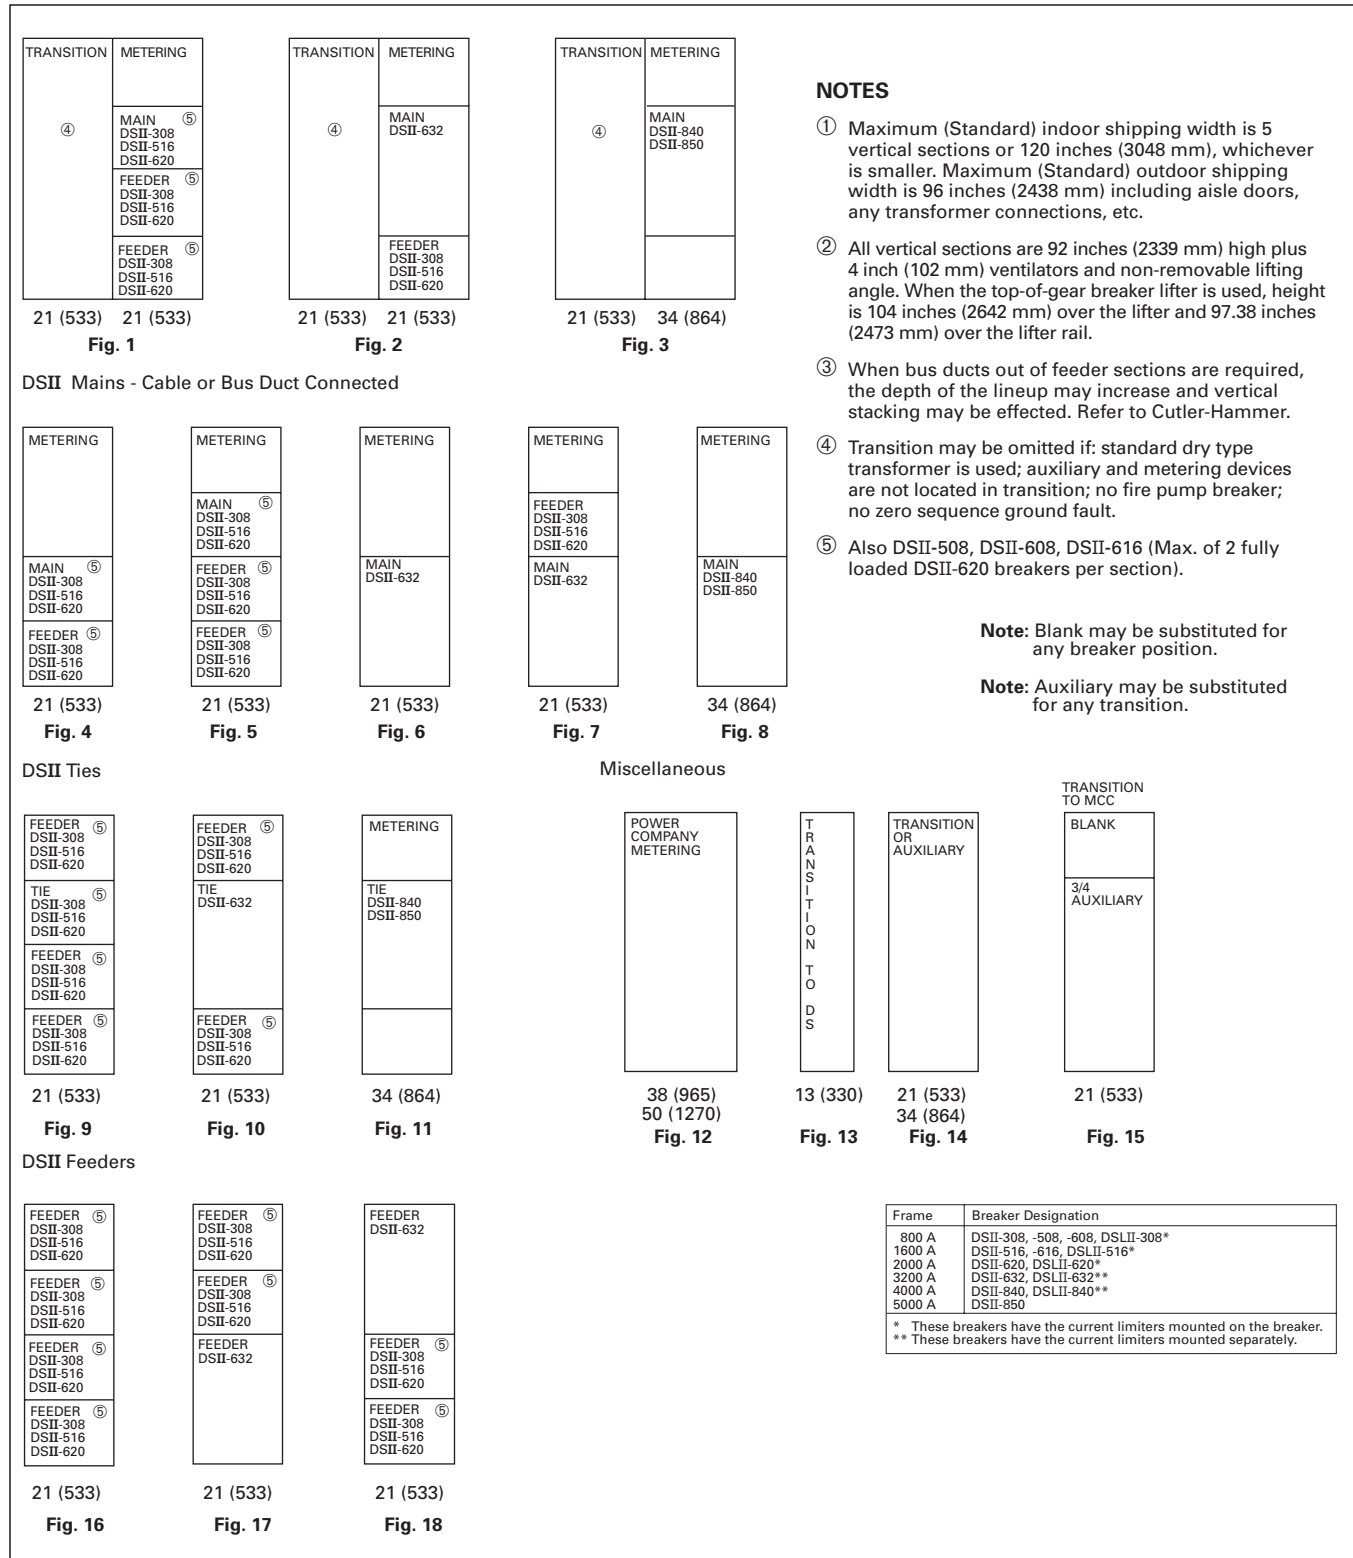 TRANSITION
④
METERING
MAIN ⑤
DSII-308
DSII-516
DSII-620
FEEDER ⑤
DSII-308
DSII-516
DSII-620
FEEDER ⑤
DSII-308
DSII-516
DSII-620
21 (533) 21 (533)
Fig. 1
TRANSITION
④
METERING
MAIN
DSII-632
FEEDER
DSII-308
DSII-516
DSII-620
21 (533) 21 (533)
Fig. 2
TRANSITION
④
METERING
MAIN
DSII-840
DSII-850
21 (533) 34 (864)
Fig. 3
NOTES
① Maximum (Standard) indoor shipping width is 5
vertical sections or 120 inches (3048 mm), whichever
is smaller. Maximum (Standard) outdoor shipping
width is 96 inches (2438 mm) including aisle doors,
any transformer connections, etc.
② All vertical sections are 92 inches (2339 mm) high plus
4 inch (102 mm) ventilators and non-removable lifting
angle. When the top-of-gear breaker lifter is used, height
is 104 inches (2642 mm) over the lifter and 97.38 inches
(2473 mm) over the lifter rail.
③ When bus ducts out of feeder sections are required,
the depth of the lineup may increase and vertical
stacking may be effected. Refer to Cutler-Hammer.
④ Transition may be omitted if: standard dry type
transformer is used; auxiliary and metering devices
are not located in transition; no fire pump breaker;
no zero sequence ground fault.
⑤ Also DSII-508, DSII-608, DSII-616 (Max. of 2 fully
loaded DSII-620 breakers per section).
Note: Blank may be substituted for
any breaker position.
Note: Auxiliary may be substituted
for any transition.
DSII Mains - Cable or Bus Duct Connected
METERING
MAIN ⑤
DSII-308
DSII-516
DSII-620
FEEDER ⑤
DSII-308
DSII-516
DSII-620
21 (533)
Fig. 4
METERING
MAIN ⑤
DSII-308
DSII-516
DSII-620
FEEDER ⑤
DSII-308
DSII-516
DSII-620
FEEDER ⑤
DSII-308
DSII-516
DSII-620
21 (533)
Fig. 5
METERING
MAIN
DSII-632
21 (533)
Fig. 6
METERING
FEEDER
DSII-308
DSII-516
DSII-620
MAIN
DSII-632
21 (533)
Fig. 7
METERING
MAIN
DSII-840
DSII-850
34 (864)
Fig. 8
DSII Ties
FEEDER ⑤
DSII-308
DSII-516
DSII-620
TIE ⑤
DSII-308
DSII-516
DSII-620
FEEDER ⑤
DSII-308
DSII-516
DSII-620
FEEDER ⑤
DSII-308
DSII-516
DSII-620
21 (533)
Fig. 9
FEEDER ⑤
DSII-308
DSII-516
DSII-620
TIE
DSII-632
FEEDER ⑤
DSII-308
DSII-516
DSII-620
21 (533)
Fig. 10
METERING
TIE
DSII-840
DSII-850
34 (864)
Fig. 11
Miscellaneous
POWER
COMPANY
METERING
38 (965)
50 (1270)
Fig. 12
TRANSITION TO DS
13 (330)
Fig. 13
TRANSITION
OR
AUXILIARY
21 (533)
34 (864)
Fig. 14
TRANSITION
TO MCC
BLANK
3/4
AUXILIARY
21 (533)
Fig. 15
DSII Feeders
FEEDER ⑤
DSII-308
DSII-516
DSII-620
FEEDER ⑤
DSII-308
DSII-516
DSII-620
FEEDER ⑤
DSII-308
DSII-516
DSII-620
FEEDER ⑤
DSII-308
DSII-516
DSII-620
21 (533)
Fig. 16
FEEDER ⑤
DSII-308
DSII-516
DSII-620
FEEDER ⑤
DSII-308
DSII-516
DSII-620
FEEDER
DSII-632
21 (533)
Fig. 17
FEEDER
DSII-632
FEEDER ⑤
DSII-308
DSII-516
DSII-620
FEEDER ⑤
DSII-308
DSII-516
DSII-620
21 (533)
Fig. 18
Frame Breaker Designation
800 A DSII-308, -508, -608, DSLII-308*
1600 A DSII-516, -616, DSLII-516*
2000 A DSII-620, DSLII-620*
3200 A DSII-632, DSLII-632**
4000 A DSII-840, DSLII-840**
5000 A DSII-850
* These breakers have the current limiters mounted on the breaker.
** These breakers have the current limiters mounted separately.